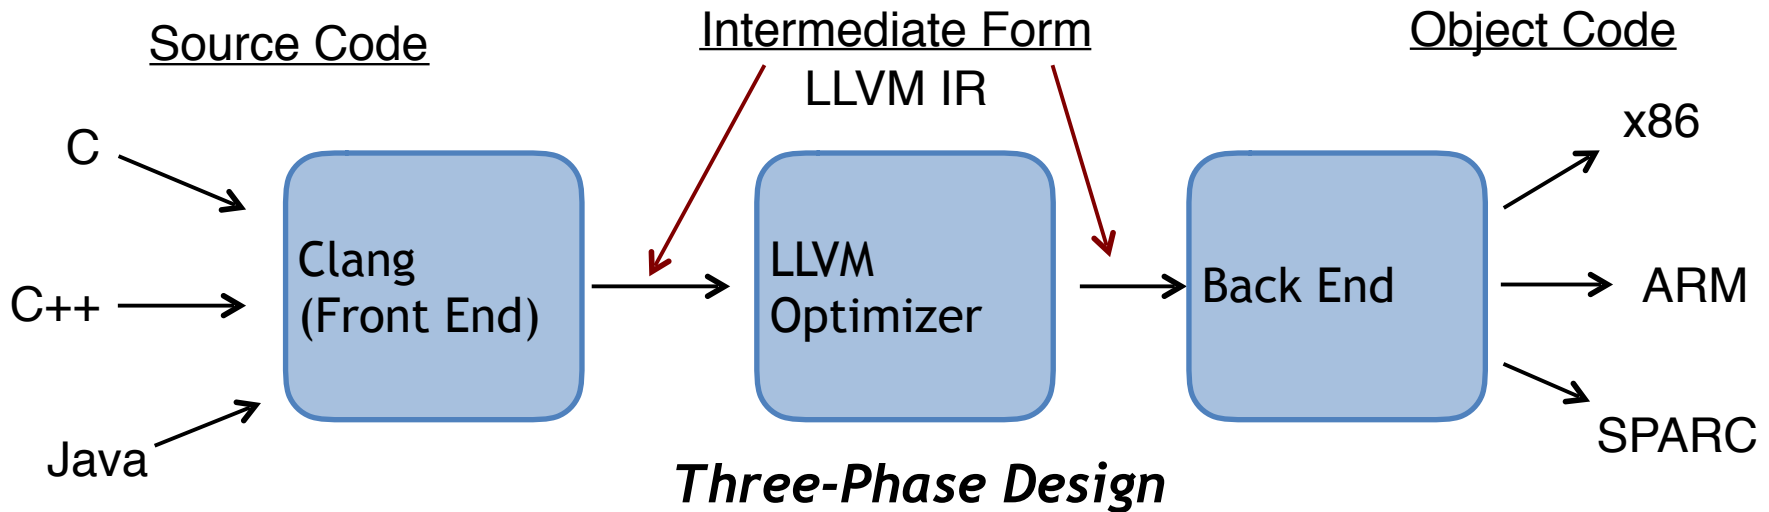 Source Code
Intermediate Form
Object Code
LLVM IR
C
C++
Java
Clang
(Front End)
LLVM
Optimizer
Back End
x86
ARM
SPARC
Three-Phase Design